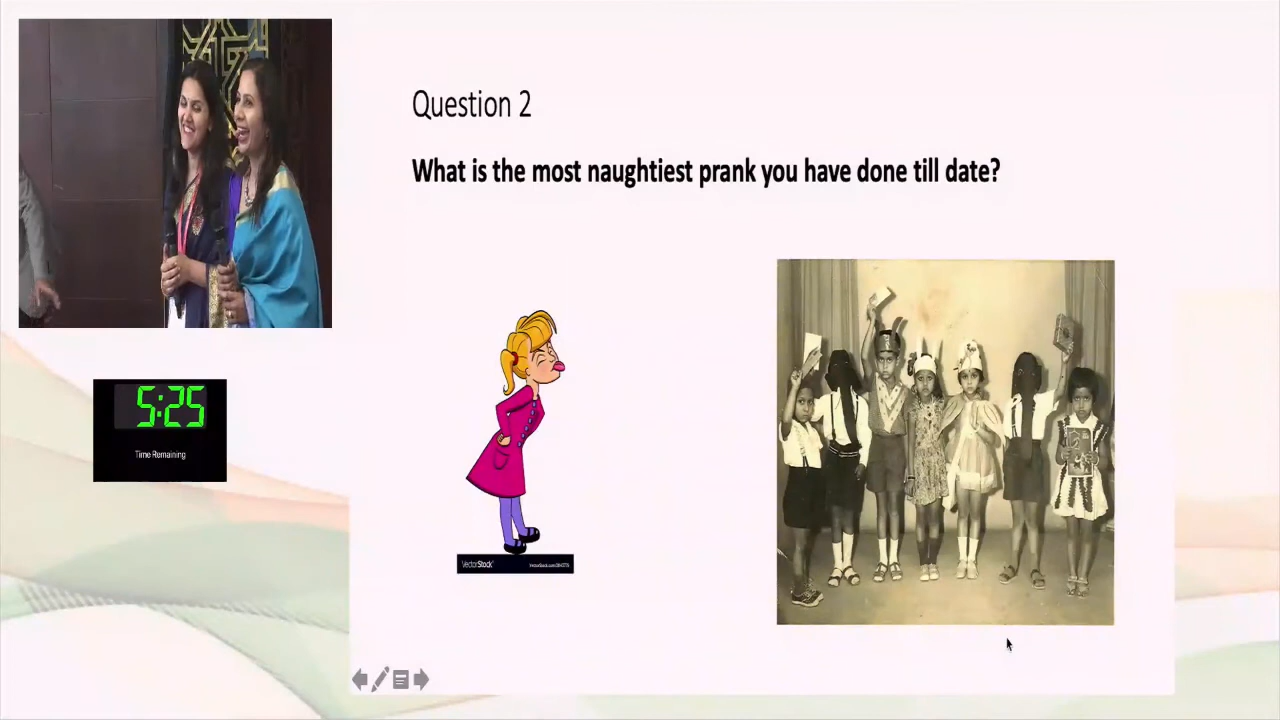 Question 2
What is the most naughtiest prank you have done till date?
5:25
Time Remaining
VectorStock®